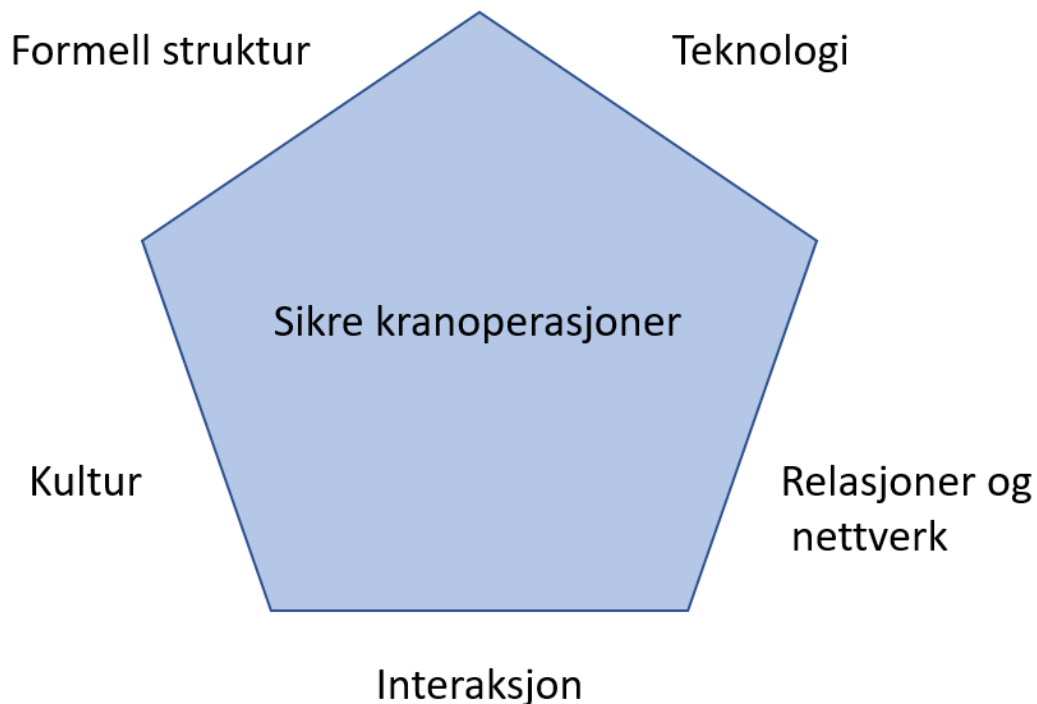 Formell struktur
Teknologi
Sikre kranoperasjoner
Kultur
Relasjoner og
nettverk
Interaksjon